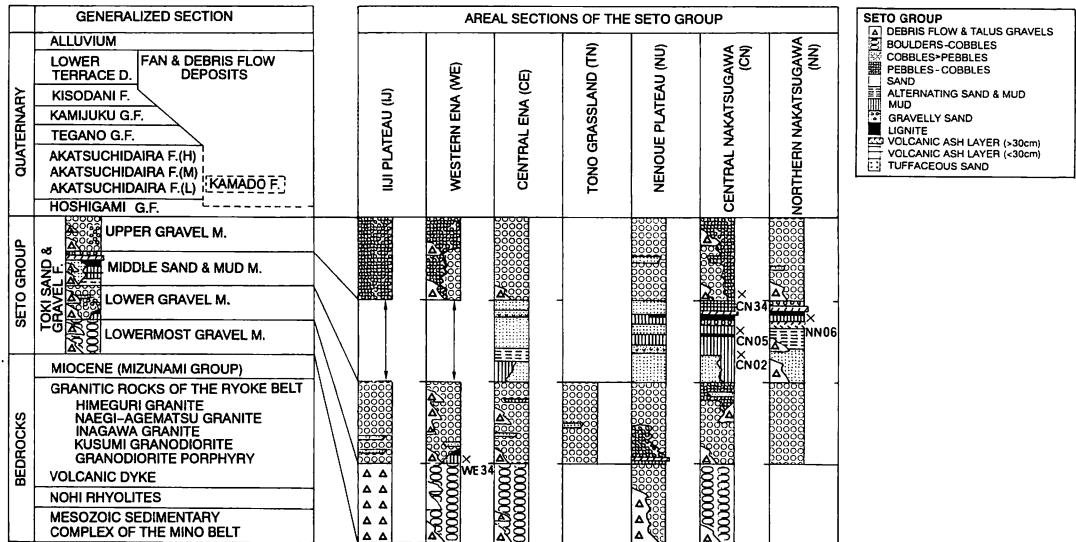 GENERALIZED SECTION
AREAL SECTIONS OF THE SETO GROUP
QUATERNARY
ALLUVIUM
LOWER
TERRACE D.
FAN & DEBRIS FLOW
DEPOSITS
KISODANI F.
KAMIJUKU G.F.
TEGANO G.F.
AKATSUCHIDAIRA F.(H)
AKATSUCHIDAIRA F.(M)
AKATSUCHIDAIRA F.(L)
KAMADO F.
HOSHIGAMI G.F.
SETO GROUP
TOKI SAND &
GRAVEL F.
UPPER GRAVEL M.
MIDDLE SAND & MUD M.
LOWER GRAVEL M.
LOWERMOST GRAVEL M.
BEDROCKS
MIOCENE (MIZUNAMI GROUP)
GRANITIC ROCKS OF THE RYOKE BELT
HIMEGURI GRANITE
NAEGI-AGEMATSU GRANITE
INAGAWA GRANITE
KUSUMI GRANODIORITE
GRANODIORITE PORPHYRY
VOLCANIC DYKE
NOHI RHYOLITES
MESOZOIC SEDIMENTARY
COMPLEX OF THE MINO BELT
IIJI PLATEAU (IJ)
WESTERN ENA (WE)
CENTRAL ENA (CE)
TONO GRASSLAND (TN)
NENOUE PLATEAU (NU)
CENTRAL NAKATSUGAWA
(CN)
NORTHERN NAKATSUGAWA
(NN)
×
CN34
×
CN05
×
CN02
×
NN06
×
WE 34
SETO GROUP
DEBRIS FLOW & TALUS GRAVELS
BOULDERS-COBBLES
COBBLES>PEBBLES
PEBBLES-COBBLES
SAND
ALTERNATING SAND & MUD
MUD
GRAVELLY SAND
LIGNITE
VOLCANIC ASH LAYER (>30cm)
VOLCANIC ASH LAYER (<30cm)
TUFFACEOUS SAND